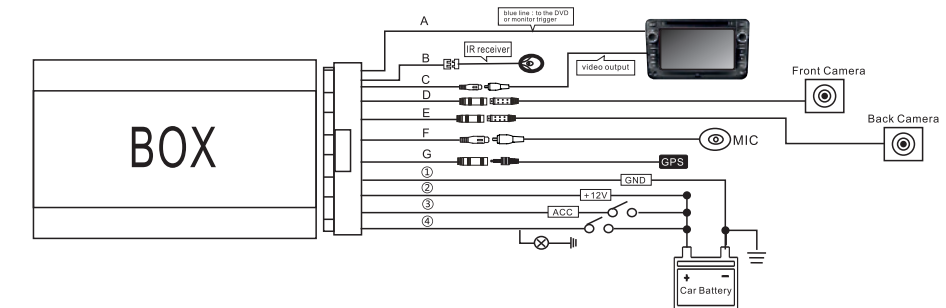 A
blue line : to the DVD
or monitor trigger
B
IR receiver
C
video output
D
Front Camera
E
Back Camera
F
MIC
G
GPS
BOX
①
GND
②
+12V
③
ACC
④
+ −
Car Battery